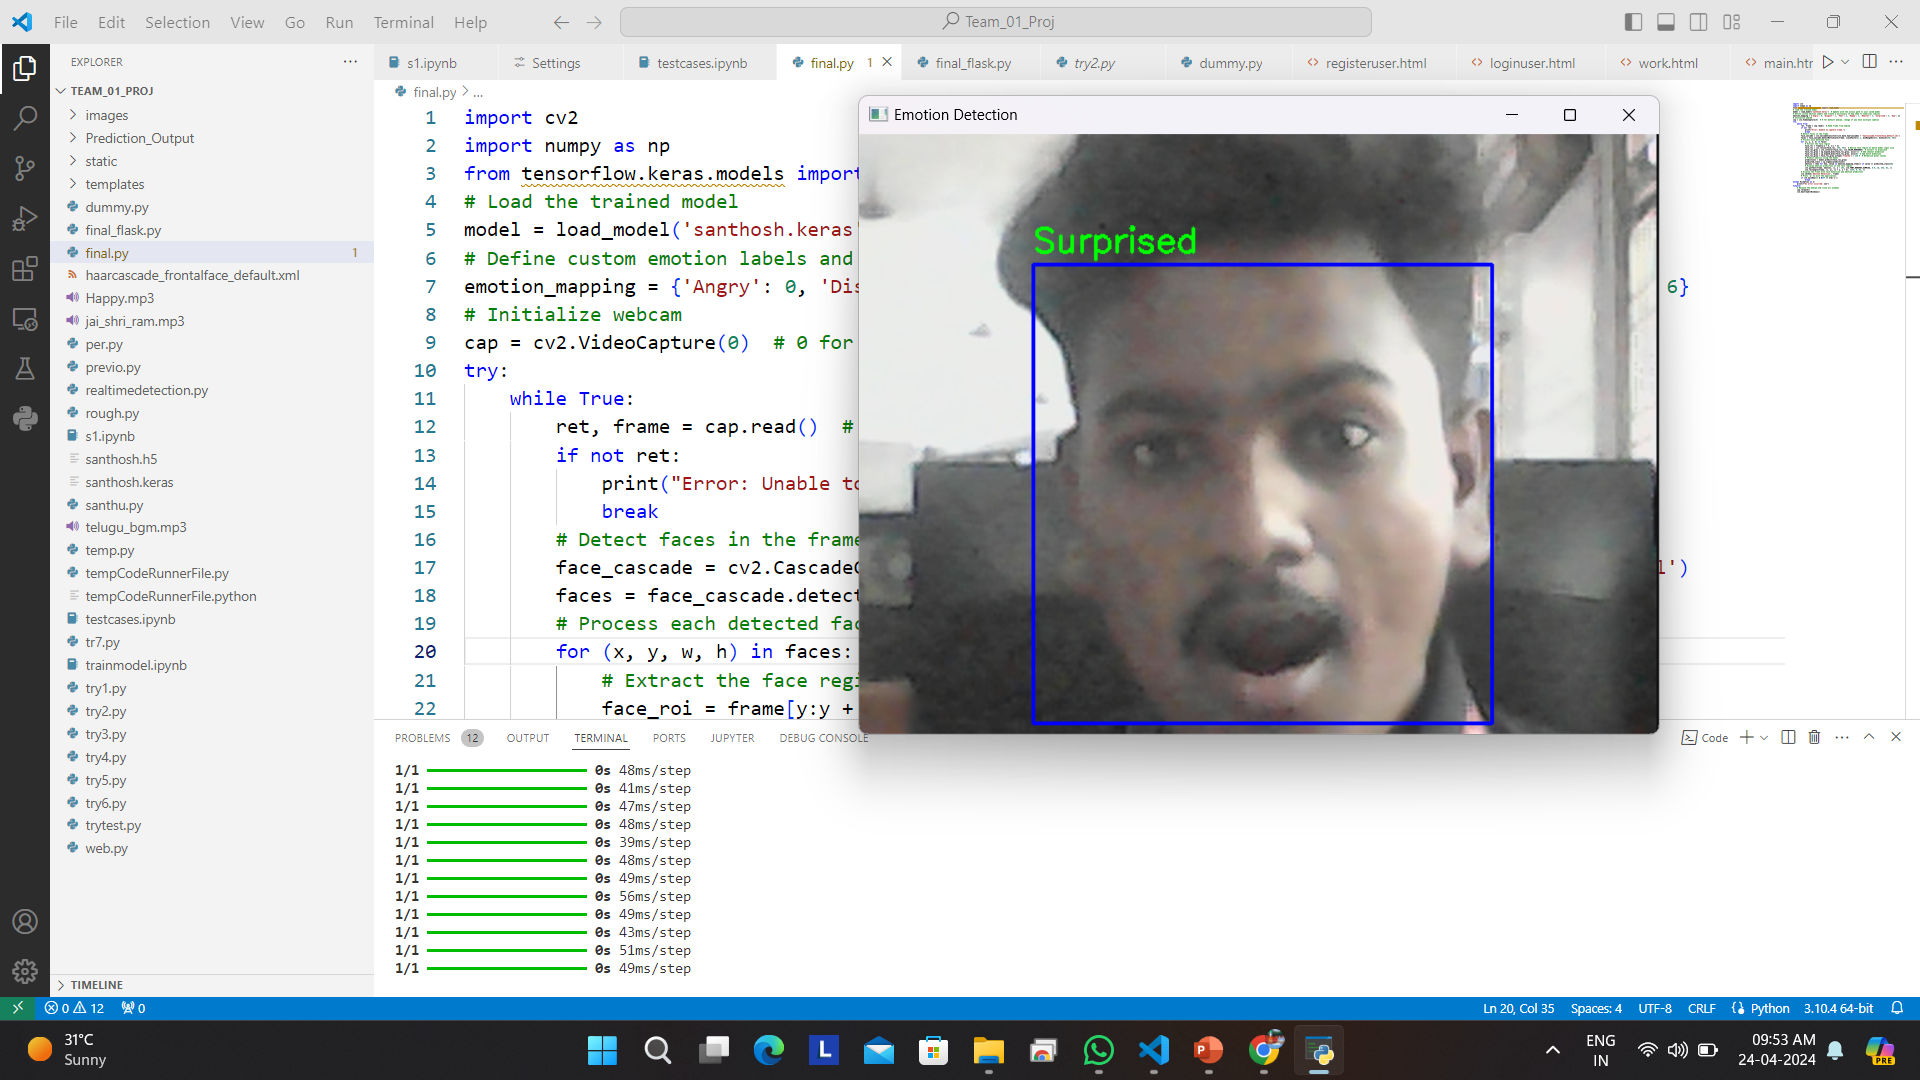 File Edit Selection View Go Run Terminal Help
Team_01_Proj
EXPLORER
TEAM_01_PROJ
images
Prediction_Output
static
templates
dummy.py
final_flask.py
final.py 1
haarcascade_frontalface_default.xml
Happy.mp3
jai_shri_ram.mp3
per.py
previo.py
realtimedetection.py
rough.py
s1.ipynb
santhosh.h5
santhosh.keras
santhu.py
telugu_bgm.mp3
temp.py
tempCodeRunnerFile.py
tempCodeRunnerFile.python
testcases.ipynb
tr7.py
trainmodel.ipynb
try1.py
try2.py
try3.py
try4.py
try5.py
try6.py
trytest.py
web.py
TIMELINE
s1.ipynb Settings testcases.ipynb final.py 1 final_flask.py try2.py dummy.py registeruser.html loginuser.html work.html main.htr
final.py > ...
1 import cv2
2 import numpy as np
3 from tensorflow.keras.models import
4 # Load the trained model
5 model = load_model('santhosh.keras'
6 # Define custom emotion labels and
7 emotion_mapping = {'Angry': 0, 'Dis 6}
8 # Initialize webcam
9 cap = cv2.VideoCapture(0) # 0 for
10 try:
11 while True:
12 ret, frame = cap.read() #
13 if not ret:
14 print("Error: Unable to
15 break
16 # Detect faces in the frame
17 face_cascade = cv2.CascadeC l')
18 faces = face_cascade.detect
19 # Process each detected fac
20 for (x, y, w, h) in faces:
21 # Extract the face regi
22 face_roi = frame[y:y +
Emotion Detection
Surprised
PROBLEMS 12 OUTPUT TERMINAL PORTS JUPYTER DEBUG CONSOLE Code
1/1 0s 48ms/step
1/1 0s 41ms/step
1/1 0s 47ms/step
1/1 0s 48ms/step
1/1 0s 39ms/step
1/1 0s 48ms/step
1/1 0s 49ms/step
1/1 0s 56ms/step
1/1 0s 49ms/step
1/1 0s 43ms/step
1/1 0s 51ms/step
1/1 0s 49ms/step
0 12 0 Ln 20, Col 35 Spaces: 4 UTF-8 CRLF Python 3.10.4 64-bit
31°C
Sunny
L
PRE
ENG
IN
09:53 AM
24-04-2024